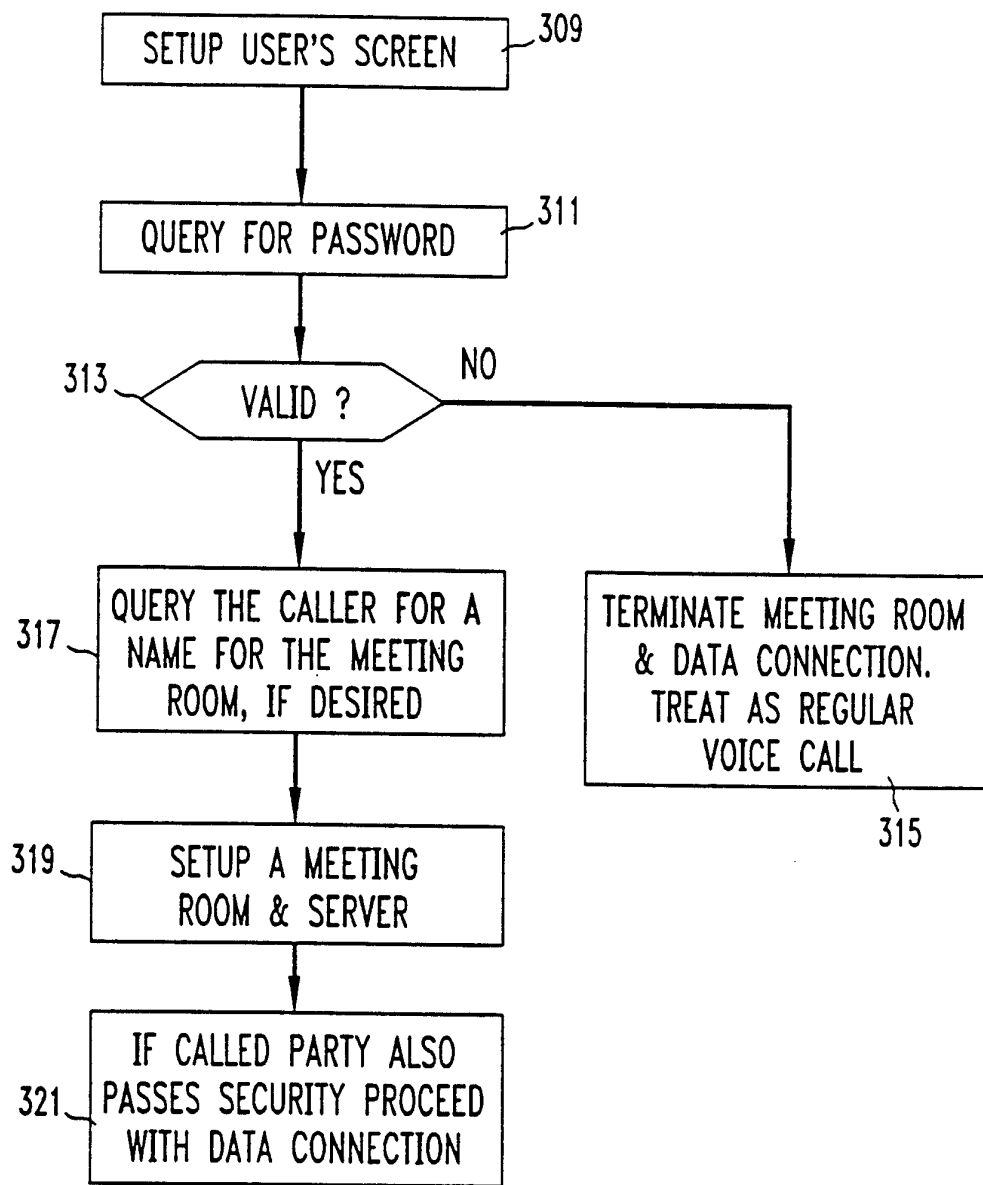 SETUP USER'S SCREEN
309
QUERY FOR PASSWORD
311
313
VALID ?
NO
YES
317
QUERY THE CALLER FOR A
NAME FOR THE MEETING
ROOM, IF DESIRED
TERMINATE MEETING ROOM
& DATA CONNECTION.
TREAT AS REGULAR
VOICE CALL
315
319
SETUP A MEETING
ROOM & SERVER
321
IF CALLED PARTY ALSO
PASSES SECURITY PROCEED
WITH DATA CONNECTION